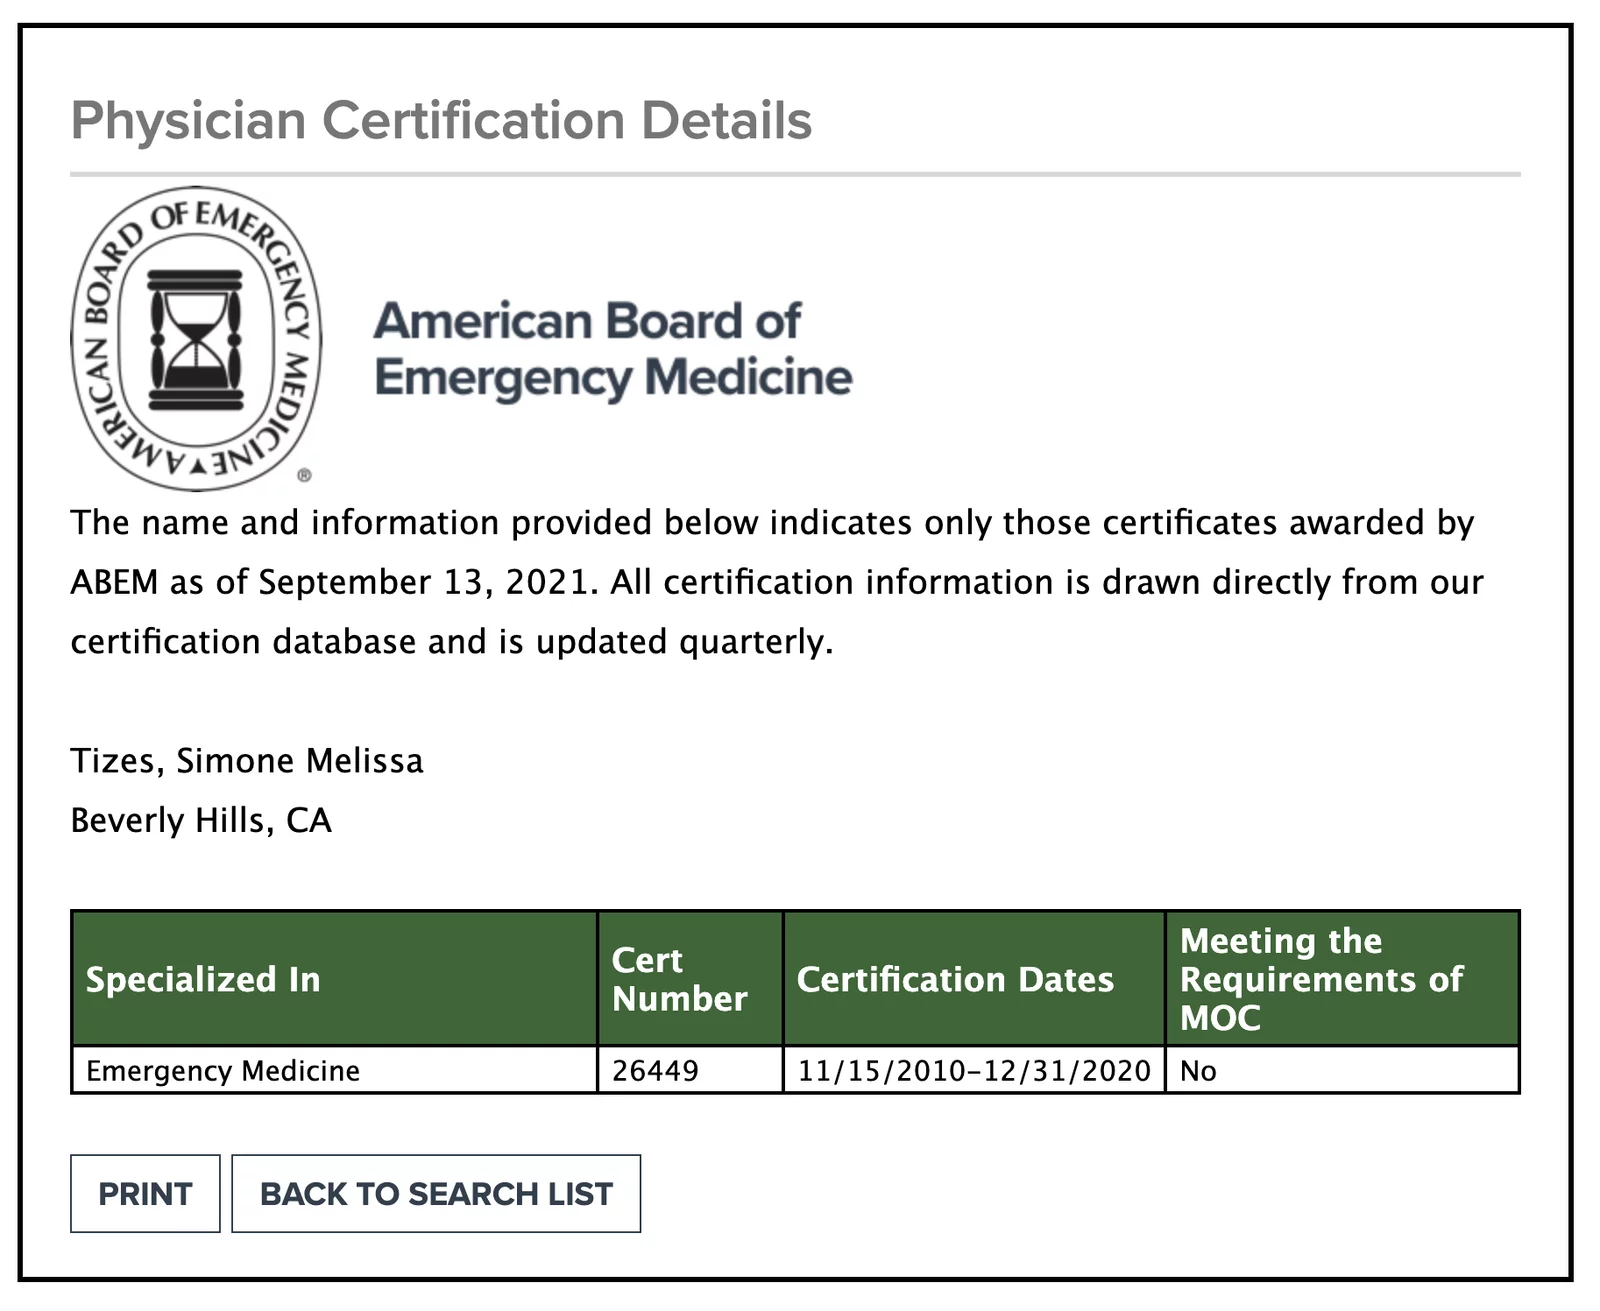 Physician Certification Details
AMERICAN BOARD OF EMERGENCY MEDICINE
®
American Board of
Emergency Medicine
The name and information provided below indicates only those certificates awarded by
ABEM as of September 13, 2021. All certification information is drawn directly from our
certification database and is updated quarterly.
Tizes, Simone Melissa
Beverly Hills, CA
Specialized In
Cert
Number
Certification Dates
Meeting the
Requirements of
MOC
Emergency Medicine
26449
11/15/2010-12/31/2020
No
PRINT
BACK TO SEARCH LIST